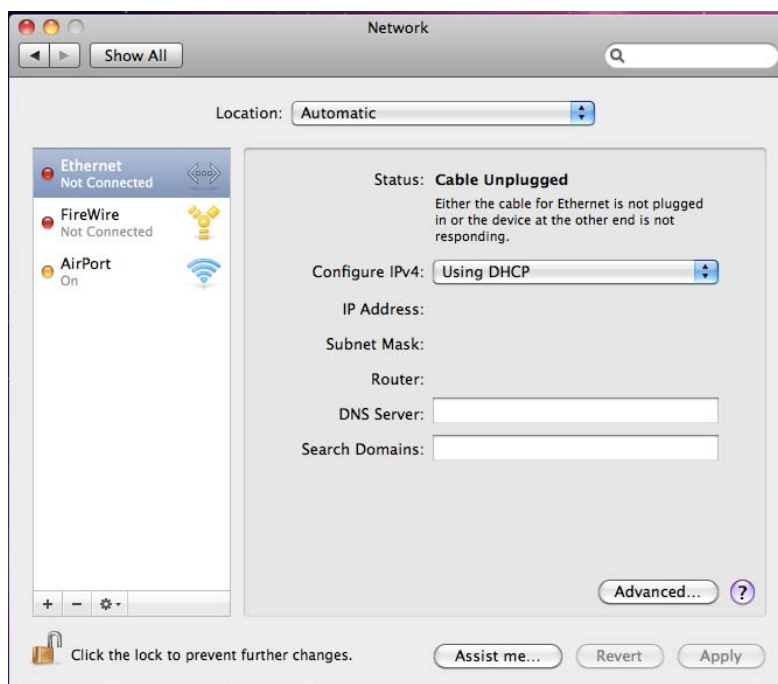 Network
Show All
Location: Automatic
Ethernet
Not Connected
FireWire
Not Connected
AirPort
On
Status: Cable Unplugged
Either the cable for Ethernet is not plugged
in or the device at the other end is not
responding.
Configure IPv4: Using DHCP
IP Address:
Subnet Mask:
Router:
DNS Server:
Search Domains:
Advanced... ?
Click the lock to prevent further changes.
Assist me... Revert Apply